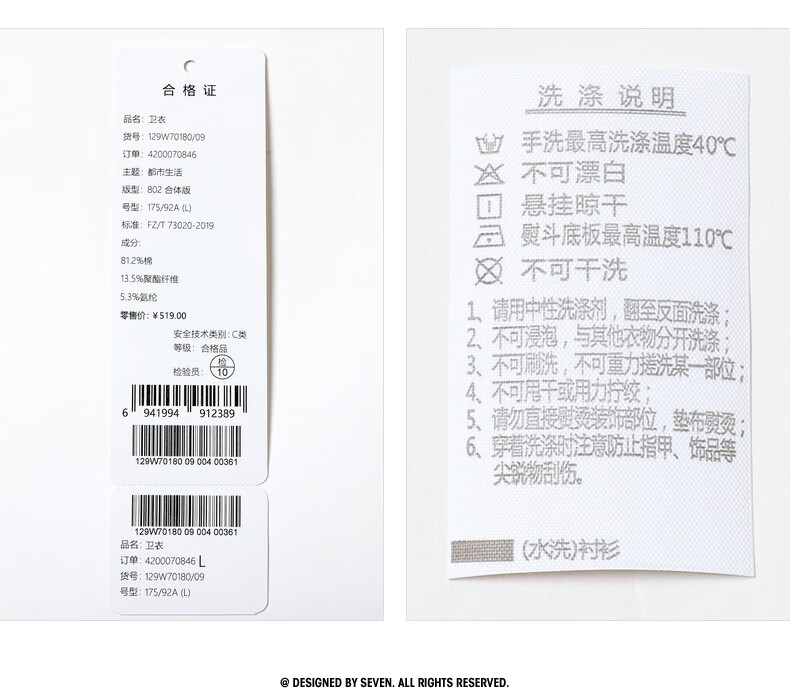 合格证
品名：卫衣
货号：129W70180/09
订单：4200070846
主题：都市生活
版型：802 合体版
号型：175/92A (L)
标准：FZ/T 73020-2019
成分：
81.2%棉
13.5%聚酯纤维
5.3%氨纶
零售价：￥519.00
安全技术类别：C类
等级：合格品
检验员：检 10
6 941994 912389
129W70180 09 004 00361
129W70180 09 004 00361
品名：卫衣
订单：4200070846 L
货号：129W70180/09
号型：175/92A (L)
洗涤说明
手洗最高洗涤温度40℃
不可漂白
悬挂晾干
熨斗底板最高温度110℃
不可干洗
1、请用中性洗涤剂，翻至反面洗涤；
2、不可浸泡，与其他衣物分开洗涤；
3、不可刷洗，不可重力搓洗某一部位；
4、不可甩干或用力拧绞；
5、请勿直接熨烫装饰部位，垫布熨烫；
6、穿着洗涤时注意防止指甲、饰品等
尖锐物刮伤。
(水洗)衬衫
@ DESIGNED BY SEVEN. ALL RIGHTS RESERVED.